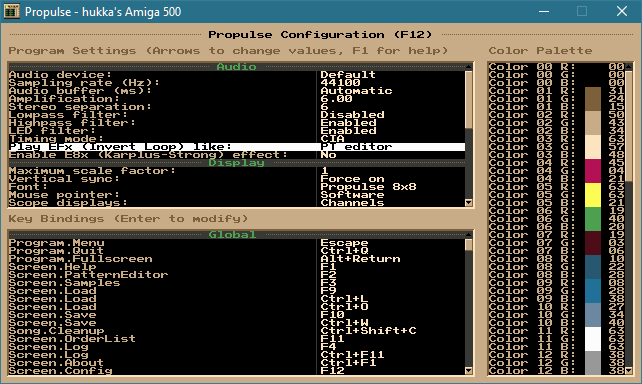 Propulse - hukka's Amiga 500
Propulse Configuration (F12)
Program Settings (Arrows to change values, F1 for help)
Audio
Audio device: Default
Sampling rate (Hz): 44100
Audio buffer (ms): Automatic
Amplification: 6.00
Stereo separation: 6
Lowpass filter: Disabled
Highpass filter: Enabled
LED filter: Enabled
Timing mode: CIA
Play EFx (Invert Loop) like: PT editor
Enable E8x (Karplus-Strong) effect: No
Display
Maximum scale factor: 1
Vertical sync: Force on
Font: Propulse 8x8
Mouse pointer: Software
Scope displays: Channels
Key Bindings (Enter to modify)
Global
Program.Menu Escape
Program.Quit Ctrl+Q
Program.Fullscreen Alt+Return
Screen.Help F1
Screen.PatternEditor F2
Screen.Samples F3
Screen.Load F9
Screen.Load Ctrl+L
Screen.Load Ctrl+O
Screen.Save F10
Screen.Save Ctrl+W
Song.Cleanup Ctrl+Shift+C
Screen.OrderList F11
Screen.Log F4
Screen.Log Ctrl+F11
Screen.About Ctrl+F1
Screen.Config F12
Color Palette
Color 00 R: 00
Color 00 G: 00
Color 00 B: 00
Color 01 R: 31
Color 01 G: 24
Color 01 B: 15
Color 02 R: 50
Color 02 G: 43
Color 02 B: 34
Color 03 R: 63
Color 03 G: 57
Color 03 B: 48
Color 04 R: 45
Color 04 G: 04
Color 04 B: 21
Color 05 R: 63
Color 05 G: 63
Color 05 B: 21
Color 06 R: 19
Color 06 G: 40
Color 06 B: 20
Color 07 R: 19
Color 07 G: 03
Color 07 B: 06
Color 08 R: 10
Color 08 G: 22
Color 08 B: 28
Color 09 R: 08
Color 09 G: 28
Color 09 B: 38
Color 10 R: 27
Color 10 G: 34
Color 10 B: 40
Color 11 R: 63
Color 11 G: 63
Color 11 B: 63
Color 12 R: 38
Color 12 G: 38
Color 12 B: 38